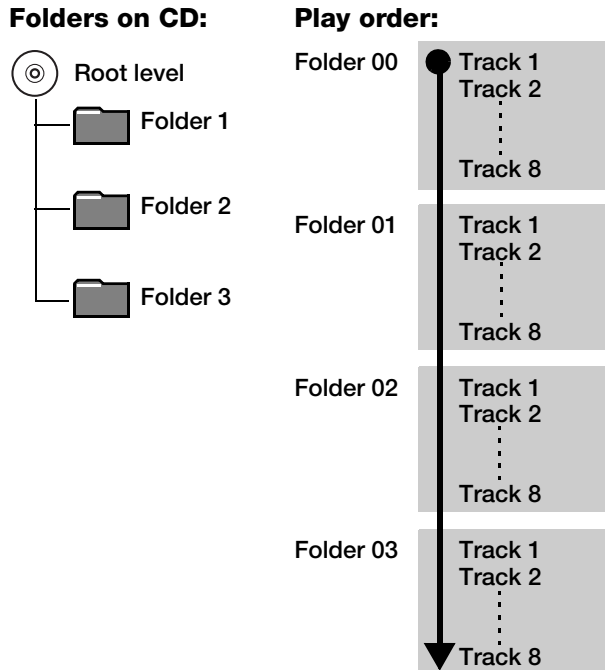 Folders on CD:
Root level
Folder 1
Folder 2
Folder 3
Play order:
Folder 00
Track 1
Track 2
Track 8
Folder 01
Track 1
Track 2
Track 8
Folder 02
Track 1
Track 2
Track 8
Folder 03
Track 1
Track 2
Track 8